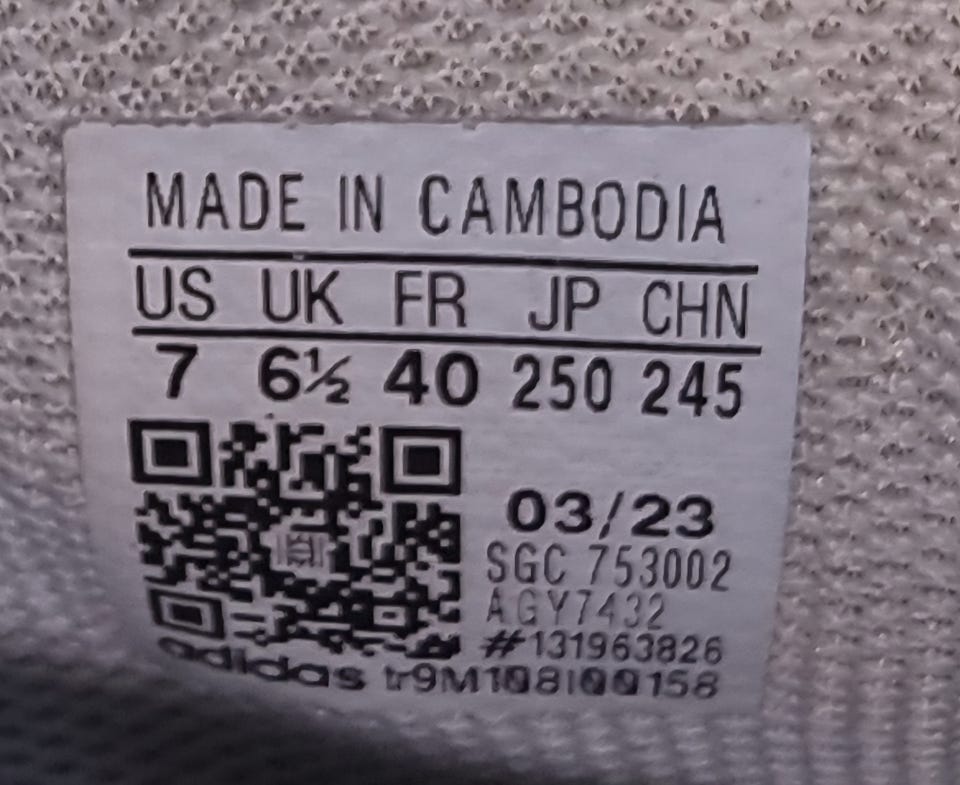 MADE IN CAMBODIA
US UK FR JP CHN
7 6½ 40 250 245
03/23
SGC 753002
AGY7432
#131963826
adidas tr9M108I00158